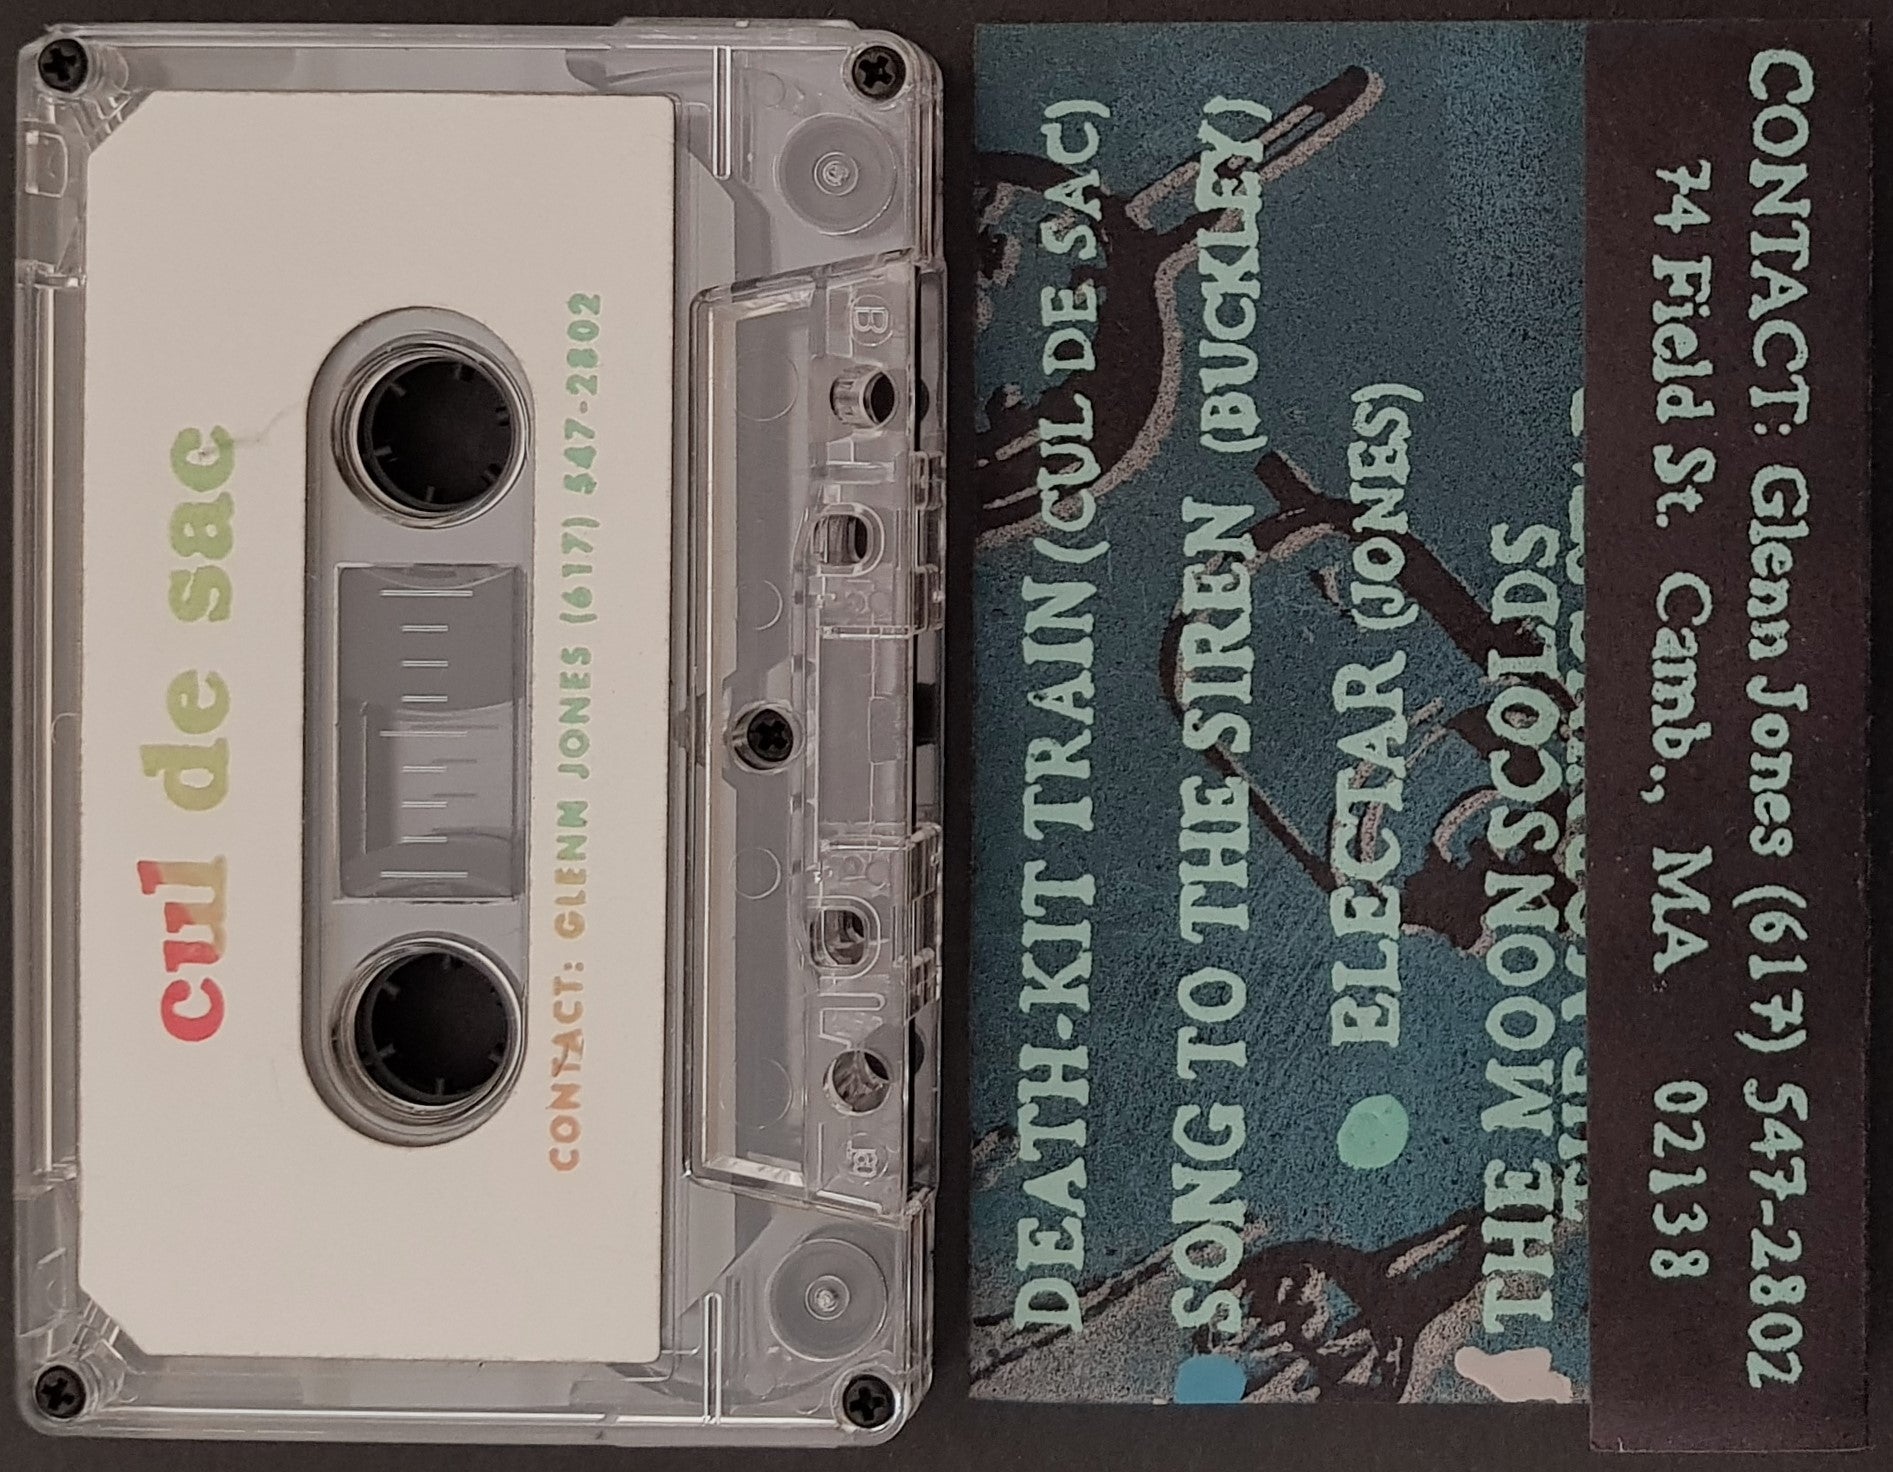 cul de sac
CONTACT: GLENN JONES (617) 547-2802
B
DEATH-KIT TRAIN (CUL DE SAC)
SONG TO THE SIREN (BUCKLEY)
ELECTAR (JONES)
THE MOON SCOLDS
CONTACT: Glenn Jones (617) 547-2802
74 Field St. Camb., MA 02138